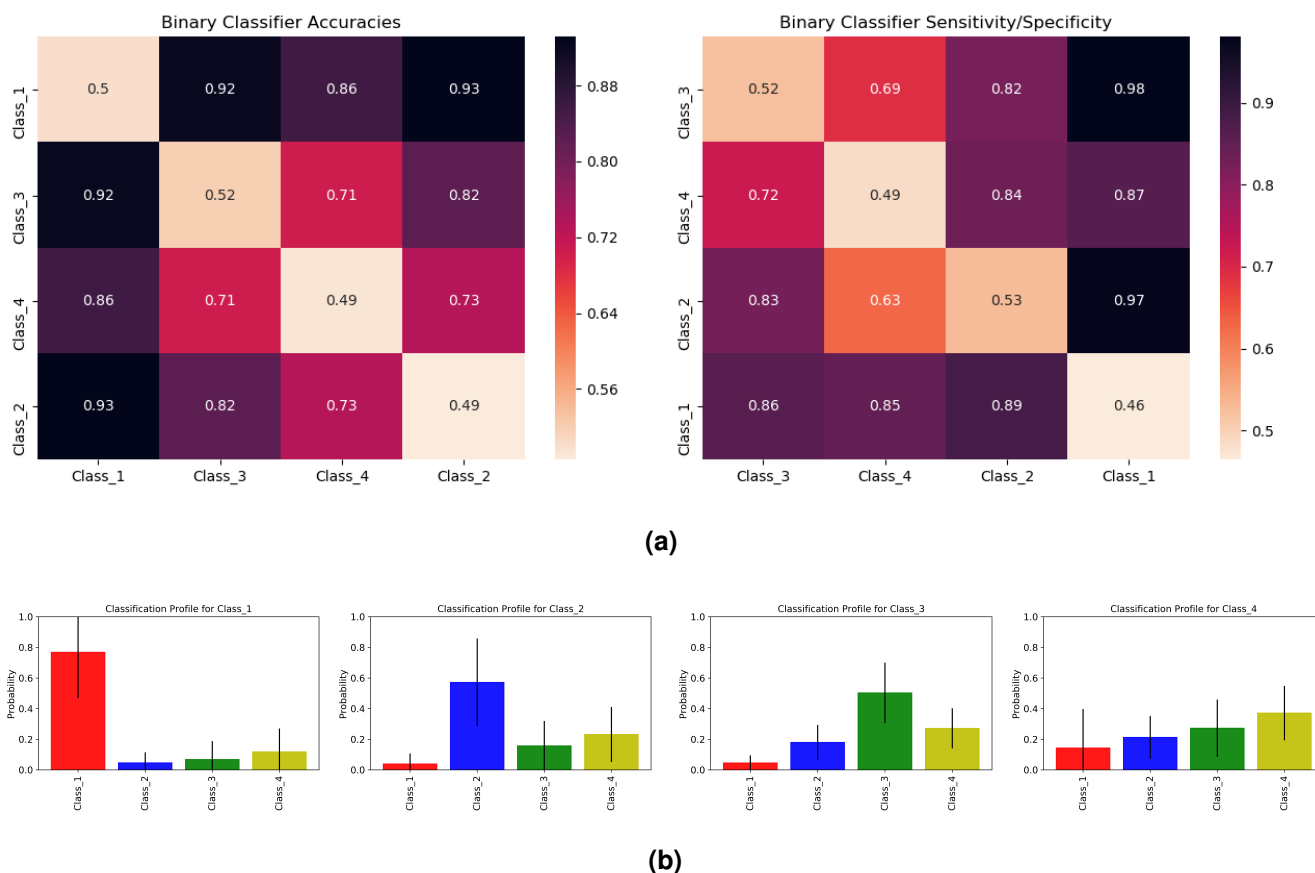 Binary Classifier Accuracies
Class_1
0.5
0.92
0.86
0.93
Class_3
0.92
0.52
0.71
0.82
Class_4
0.86
0.71
0.49
0.73
Class_2
0.93
0.82
0.73
0.49
Class_1
Class_3
Class_4
Class_2
0.88
0.80
0.72
0.64
0.56
Binary Classifier Sensitivity/Specificity
Class_3
0.52
0.69
0.82
0.98
Class_4
0.72
0.49
0.84
0.87
Class_2
0.83
0.63
0.53
0.97
Class_1
0.86
0.85
0.89
0.46
Class_3
Class_4
Class_2
Class_1
0.9
0.8
0.7
0.6
0.5
(a)
Classification Profile for Class_1
Probability
1.0
0.8
0.6
0.4
0.2
0.0
Class_1
Class_2
Class_3
Class_4
Classification Profile for Class_2
Probability
1.0
0.8
0.6
0.4
0.2
0.0
Class_1
Class_2
Class_3
Class_4
Classification Profile for Class_3
Probability
1.0
0.8
0.6
0.4
0.2
0.0
Class_1
Class_2
Class_3
Class_4
Classification Profile for Class_4
Probability
1.0
0.8
0.6
0.4
0.2
0.0
Class_1
Class_2
Class_3
Class_4
(b)